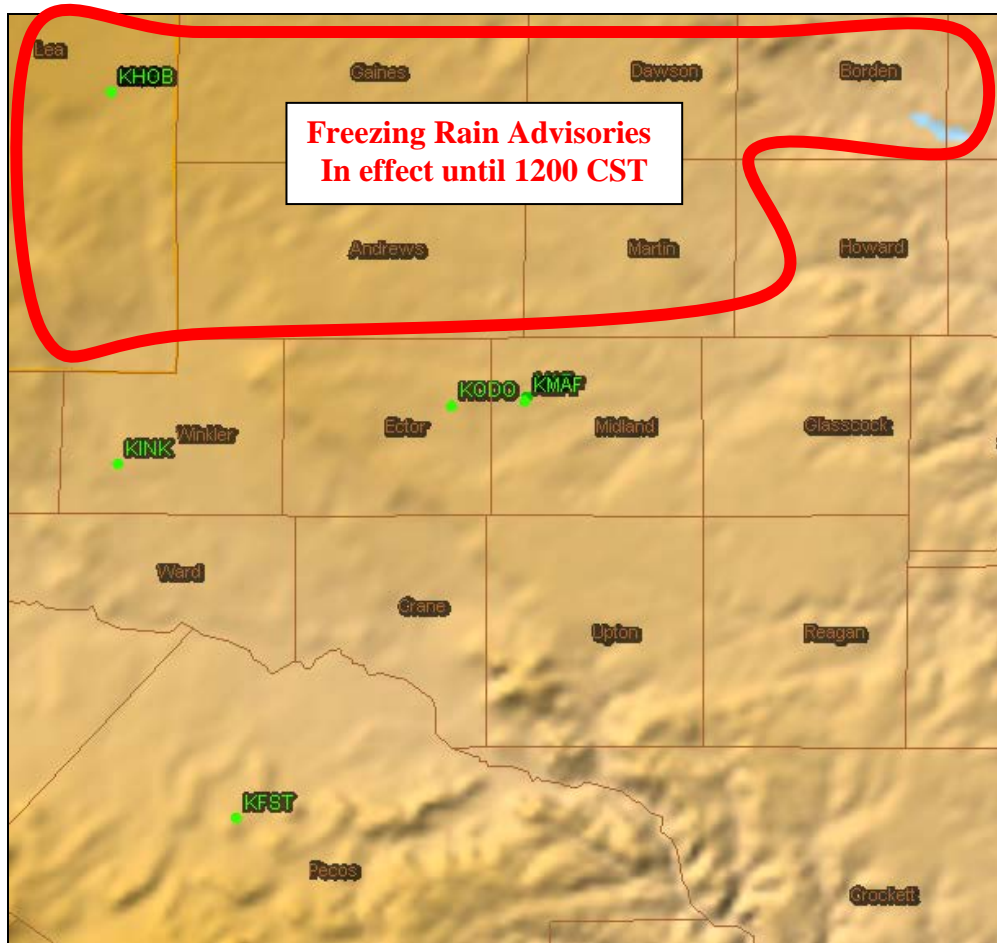 Lea
KHOB
Gaines
Dawson
Borden
Freezing Rain Advisories
In effect until 1200 CST
Andrews
Martin
Howard
KODO
KMAF
Ector
Midland
Glasscock
KINK
Winkler
Ward
Crane
Upton
Reagan
KFST
Pecos
Crockett